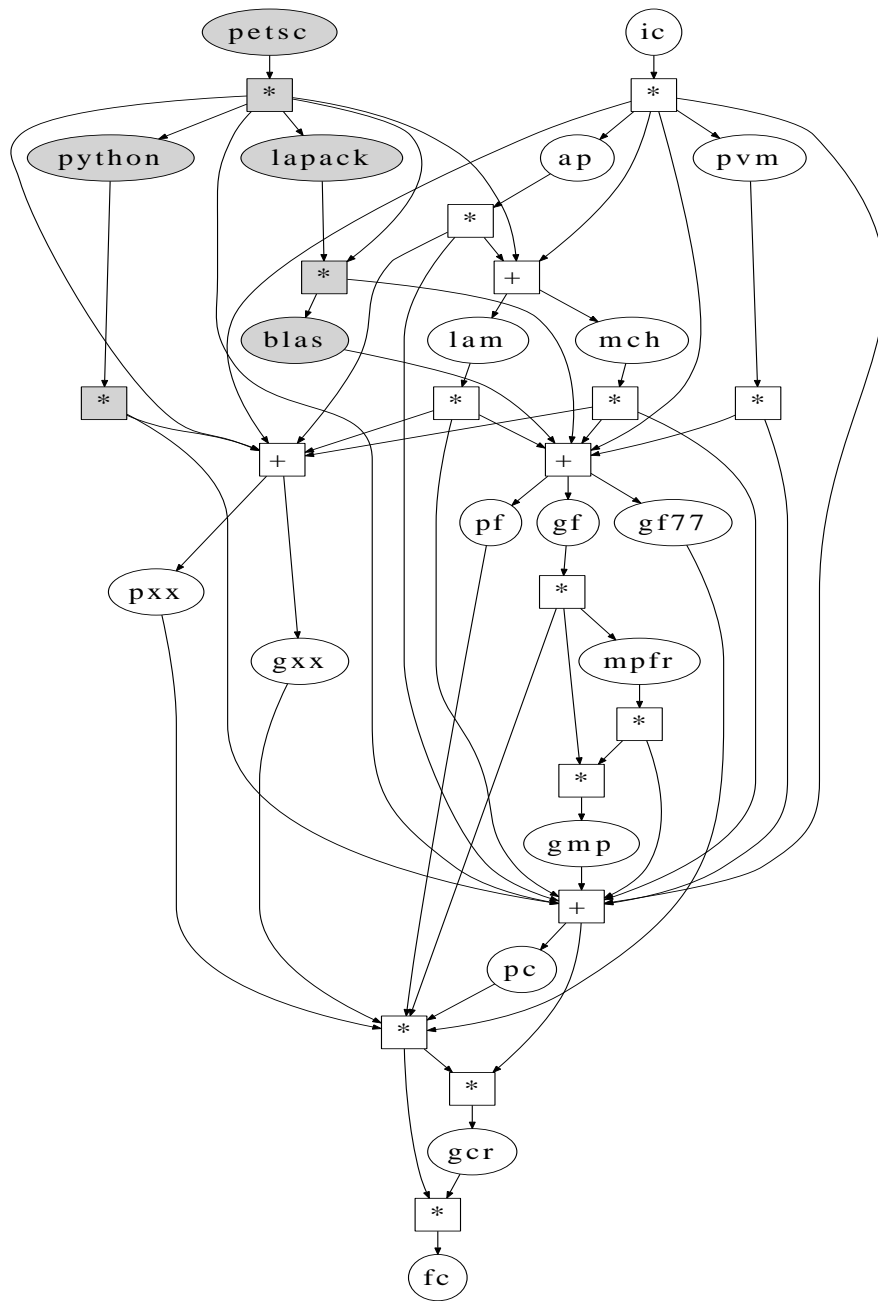 petsc ic
* *
python lapack ap pvm
*
* +
blas lam mch
* * * *
+ +
pf gf gf77
pxx *
gxx mpfr
*
*
gmp
+
pc
*
*
gcr
*
fc